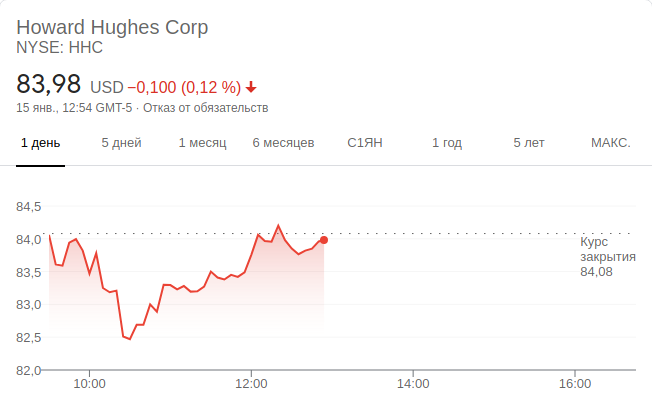 Howard Hughes Corp
NYSE: HHC
83,98 USD −0,100 (0,12 %)
15 янв., 12:54 GMT-5 · Отказ от обязательств
1 день 5 дней 1 месяц 6 месяцев С1ЯН 1 год 5 лет МАКС.
84,5
84,0
Курс
закрытия
84,08
83,5
83,0
82,5
82,0
10:00 12:00 14:00 16:00